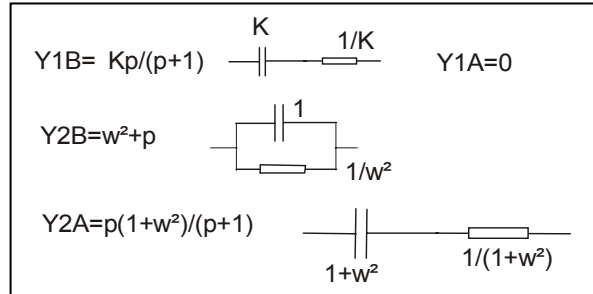 Y1B= Kp/(p+1) K 1/K Y1A=0
Y2B=w²+p 1 1/w²
Y2A=p(1+w²)/(p+1) 1+w² 1/(1+w²)